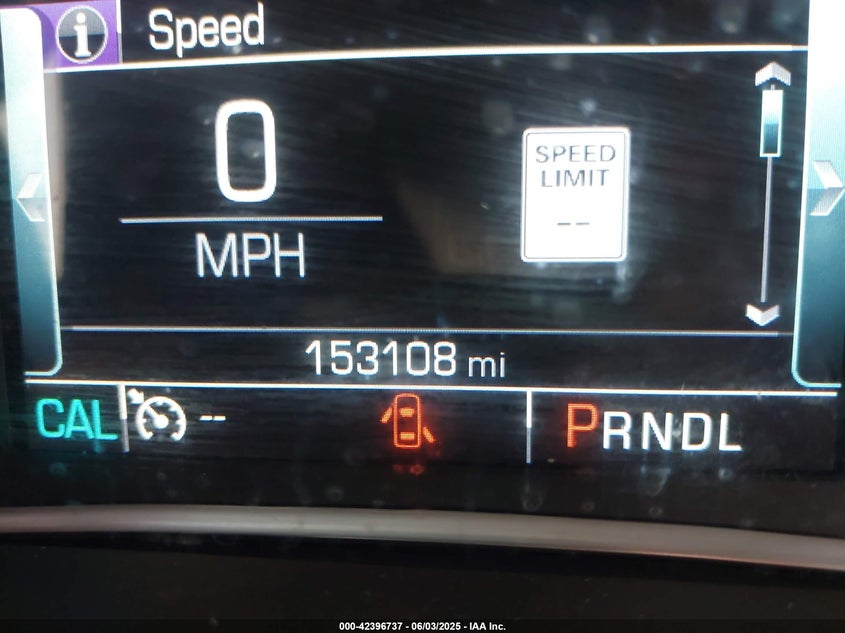 i Speed
0
MPH
SPEED
LIMIT
--
153108 mi
CAL -- PRNDL
000-42396737 - 06/03/2025 - IAA Inc.